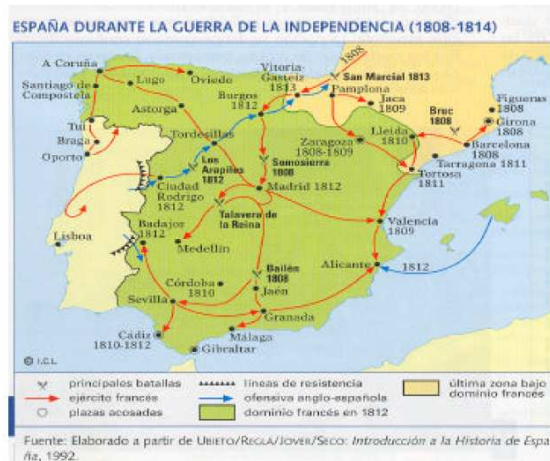 ESPAÑA DURANTE LA GUERRA DE LA INDEPENDENCIA (1808-1814)
1808
A Coruña
Lugo
Oviedo
Vitoria-
Gasteiz
1813
San Marcial 1813
Santiago de
Compostela
Burgos
1812
Pamplona
Jaca
1809
Figueras
1808
Bruc
1808
Girona
1808
Astorga
Tui
Braga
Oporto
Tordesillas
Zaragoza
1808-1809
Lleida
1810
Barcelona
1808
Los
Arapiles
1812
Somosierra
1808
Tarragona 1811
Tortosa
1811
Ciudad
Rodrigo
1812
Madrid 1812
Talavera de
la Reina
Lisboa
Badajoz
1812
Medellín
Valencia
1809
Bailén
1808
Alicante
1812
Córdoba
1810
Jaén
Sevilla
Granada
Cádiz
1810-1812
Málaga
Gibraltar
© I.C.L.
principales batallas
líneas de resistencia
última zona bajo
dominio francés
ejército francés
ofensiva anglo-española
plazas acosadas
dominio francés en 1812
Fuente: Elaborado a partir de UBIETO/REGLÁ/JOVER/SECO: Introducción a la Historia de Espa-
ña, 1992.